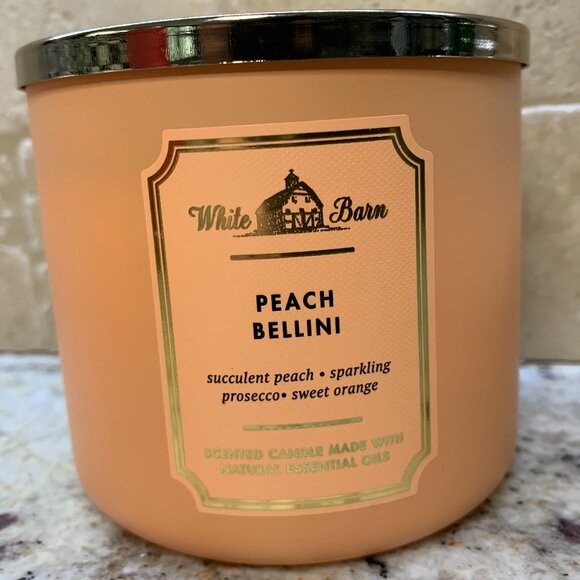 White Barn
PEACH
BELLINI
succulent peach • sparkling
prosecco• sweet orange
SCENTED CANDLE MADE WITH
NATURAL ESSENTIAL OILS